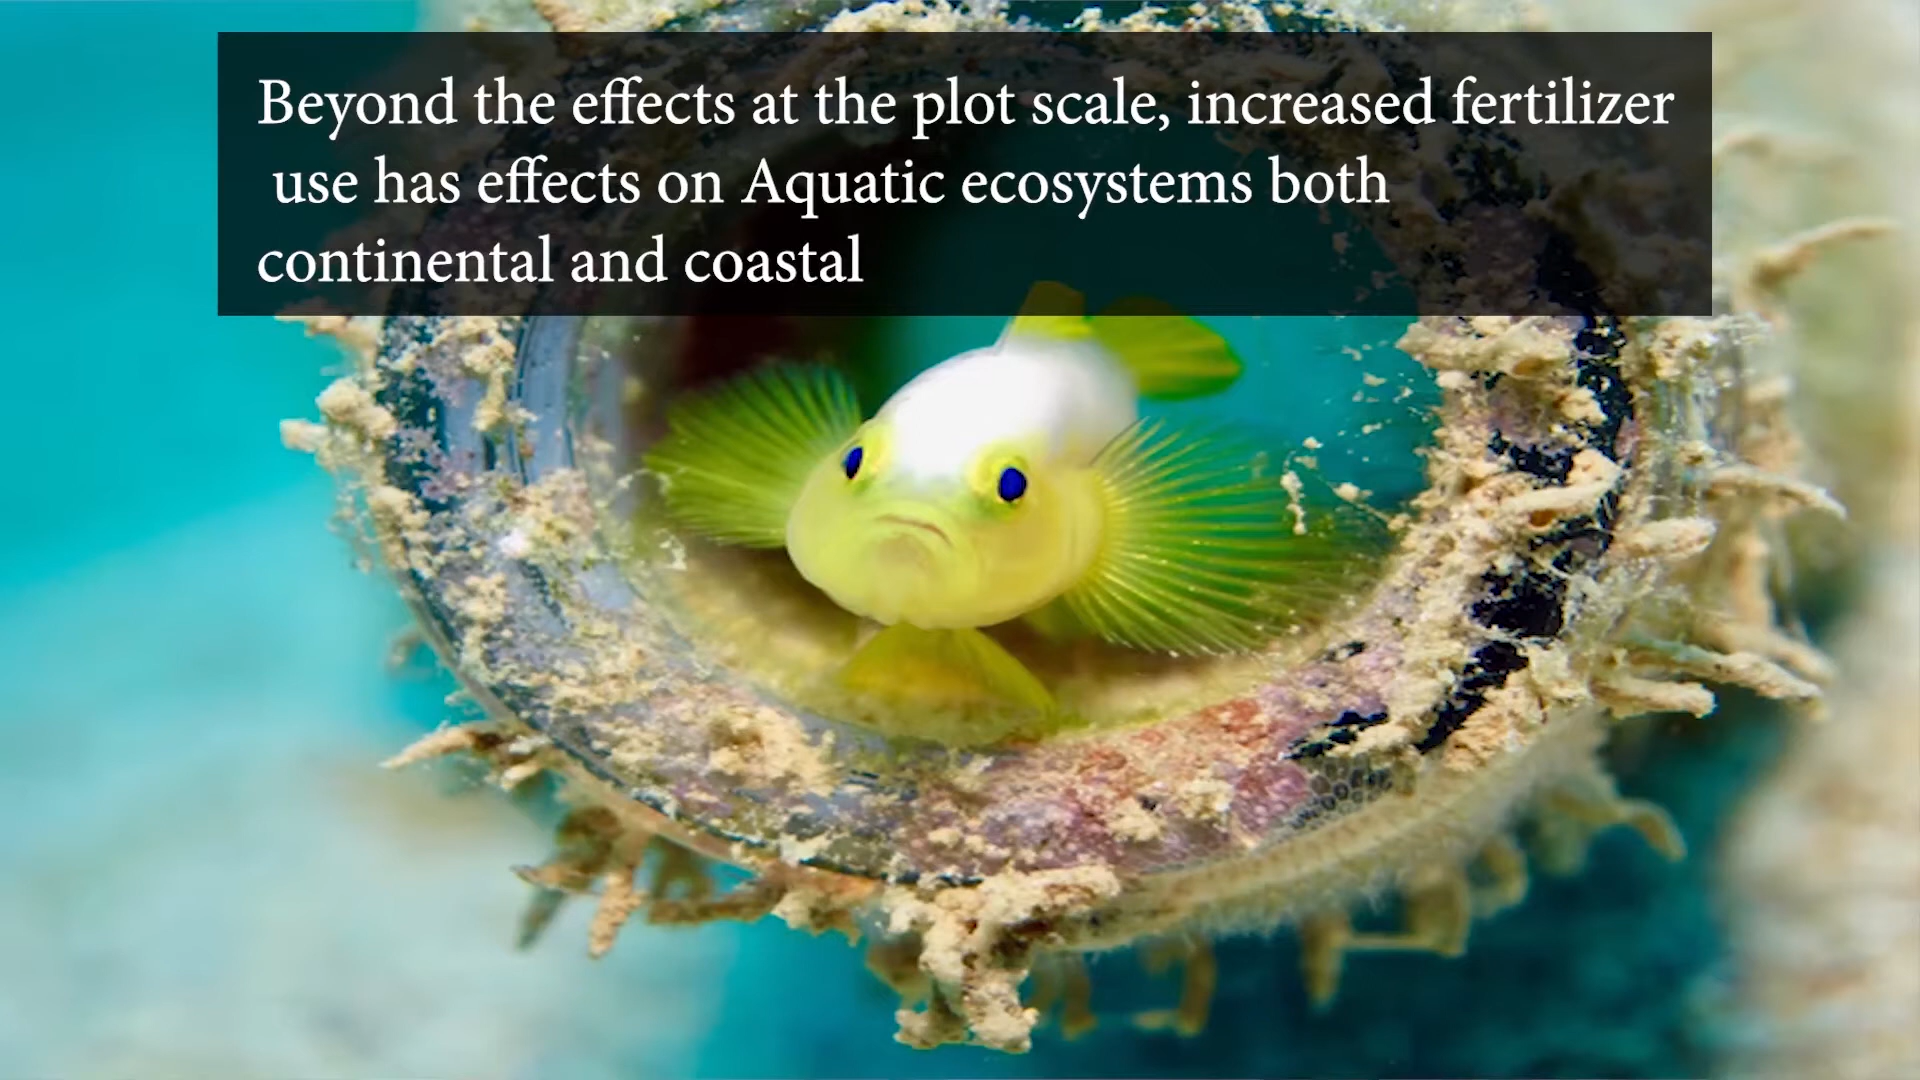 Beyond the effects at the plot scale, increased fertilizer
use has effects on Aquatic ecosystems both
continental and coastal